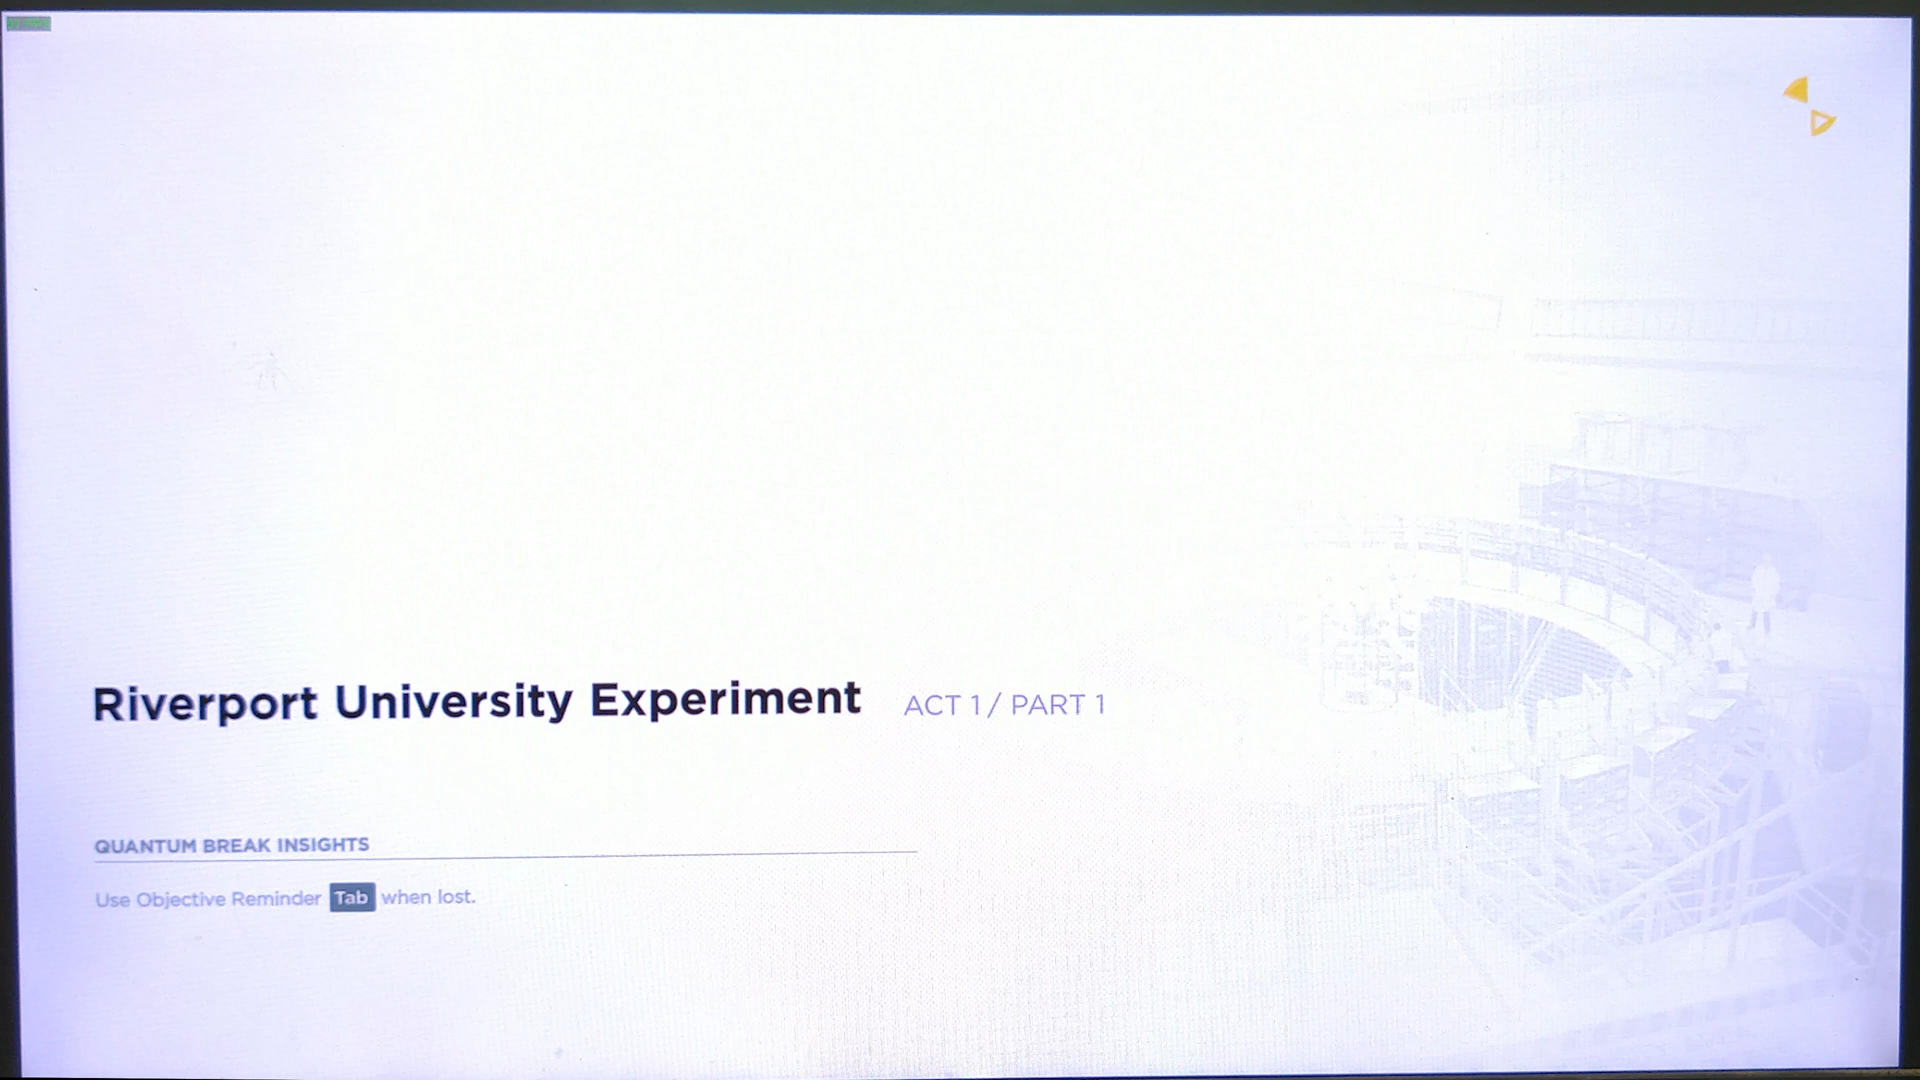 Riverport University Experiment ACT 1 / PART 1
QUANTUM BREAK INSIGHTS
Use Objective Reminder Tab when lost.